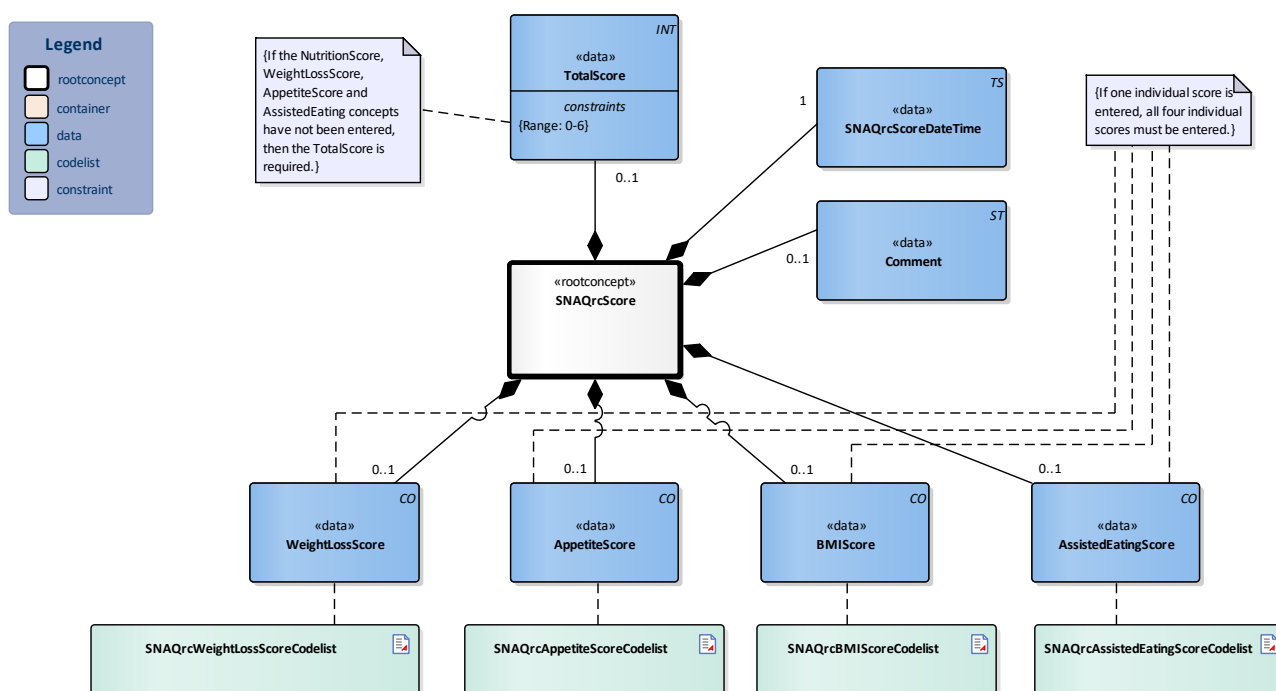 Legend
rootconcept
container
data
codelist
constraint
{If the NutritionScore,
WeightLossScore,
AppetiteScore and
AssistedEating concepts
have not been entered,
then the TotalScore is
required.}
INT
«data»
TotalScore
constraints
{Range: 0-6}
0..1
TS
«data»
SNAQrcScoreDateTime
1
{If one individual score is
entered, all four individual
scores must be entered.}
ST
«data»
Comment
0..1
«rootconcept»
SNAQrcScore
0..1
0..1
0..1
0..1
CO
«data»
WeightLossScore
CO
«data»
AppetiteScore
CO
«data»
BMIScore
CO
«data»
AssistedEatingScore
SNAQrcWeightLossScoreCodelist
SNAQrcAppetiteScoreCodelist
SNAQrcBMIScoreCodelist
SNAQrcAssistedEatingScoreCodelist